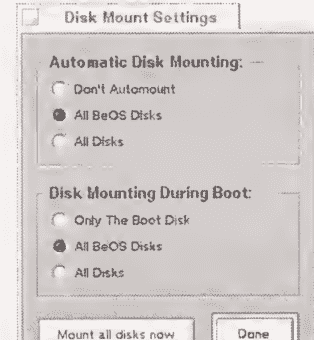 Disk Mount Settings
Automatic Disk Mounting:
Don't Automount
All BeOS Disks
All Disks
Disk Mounting During Boot:
Only The Boot Disk
All BeOS Disks
All Disks
Mount all disks now
Done